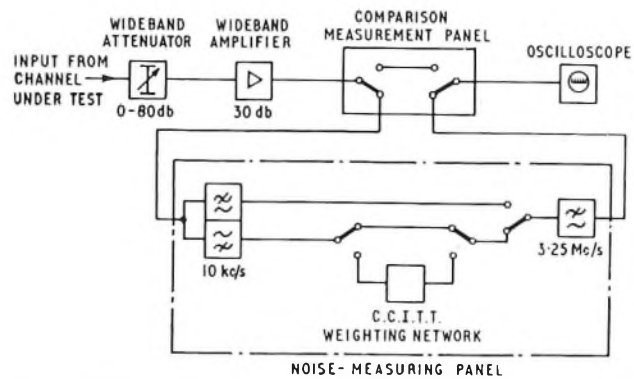 WIDEBAND
ATTENUATOR
WIDEBAND
AMPLIFIER
COMPARISON
MEASUREMENT PANEL
OSCILLOSCOPE
INPUT FROM
CHANNEL
UNDER TEST
0-80db
30 db
10 kc/s
3·25 Mc/s
C.C.I.T.T.
WEIGHTING NETWORK
NOISE-MEASURING PANEL